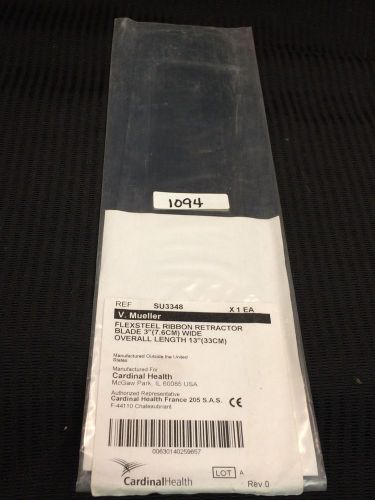 1094
REF SU3348 X 1 EA
V. Mueller
FLEXSTEEL RIBBON RETRACTOR
BLADE 3"(7.6CM) WIDE
OVERALL LENGTH 13"(33CM)
Manufactured Outside the United
States
Manufactured For
Cardinal Health
McGaw Park, IL 60085 USA
Authorized Representative
Cardinal Health France 205 S.A.S. CE
F-44110 Chateaubriant
00630140259657
CardinalHealth
LOT A
Rev.0